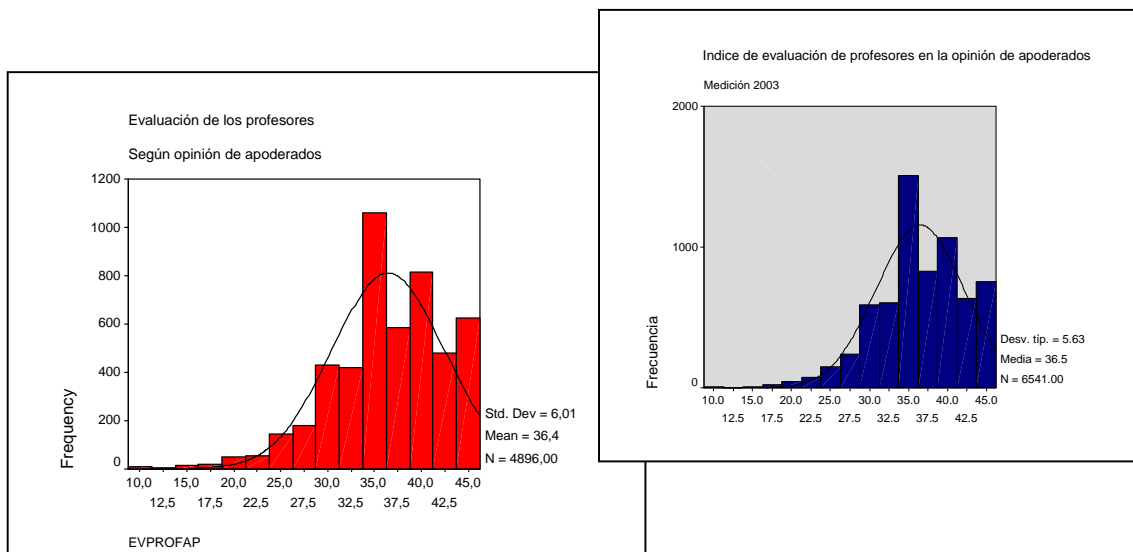 Evaluación de los profesores
Según opinión de apoderados
1200
1000
800
600
400
200
0
Frequency
10,0 15,0 20,0 25,0 30,0 35,0 40,0 45,0
12,5 17,5 22,5 27,5 32,5 37,5 42,5
Std. Dev = 6,01
Mean = 36,4
N = 4896,00
EVPROFAP
Indice de evaluación de profesores en la opinión de apoderados
Medición 2003
2000
1000
0
Frecuencia
10.0 15.0 20.0 25.0 30.0 35.0 40.0 45.0
12.5 17.5 22.5 27.5 32.5 37.5 42.5
Desv. típ. = 5.63
Media = 36.5
N = 6541.00